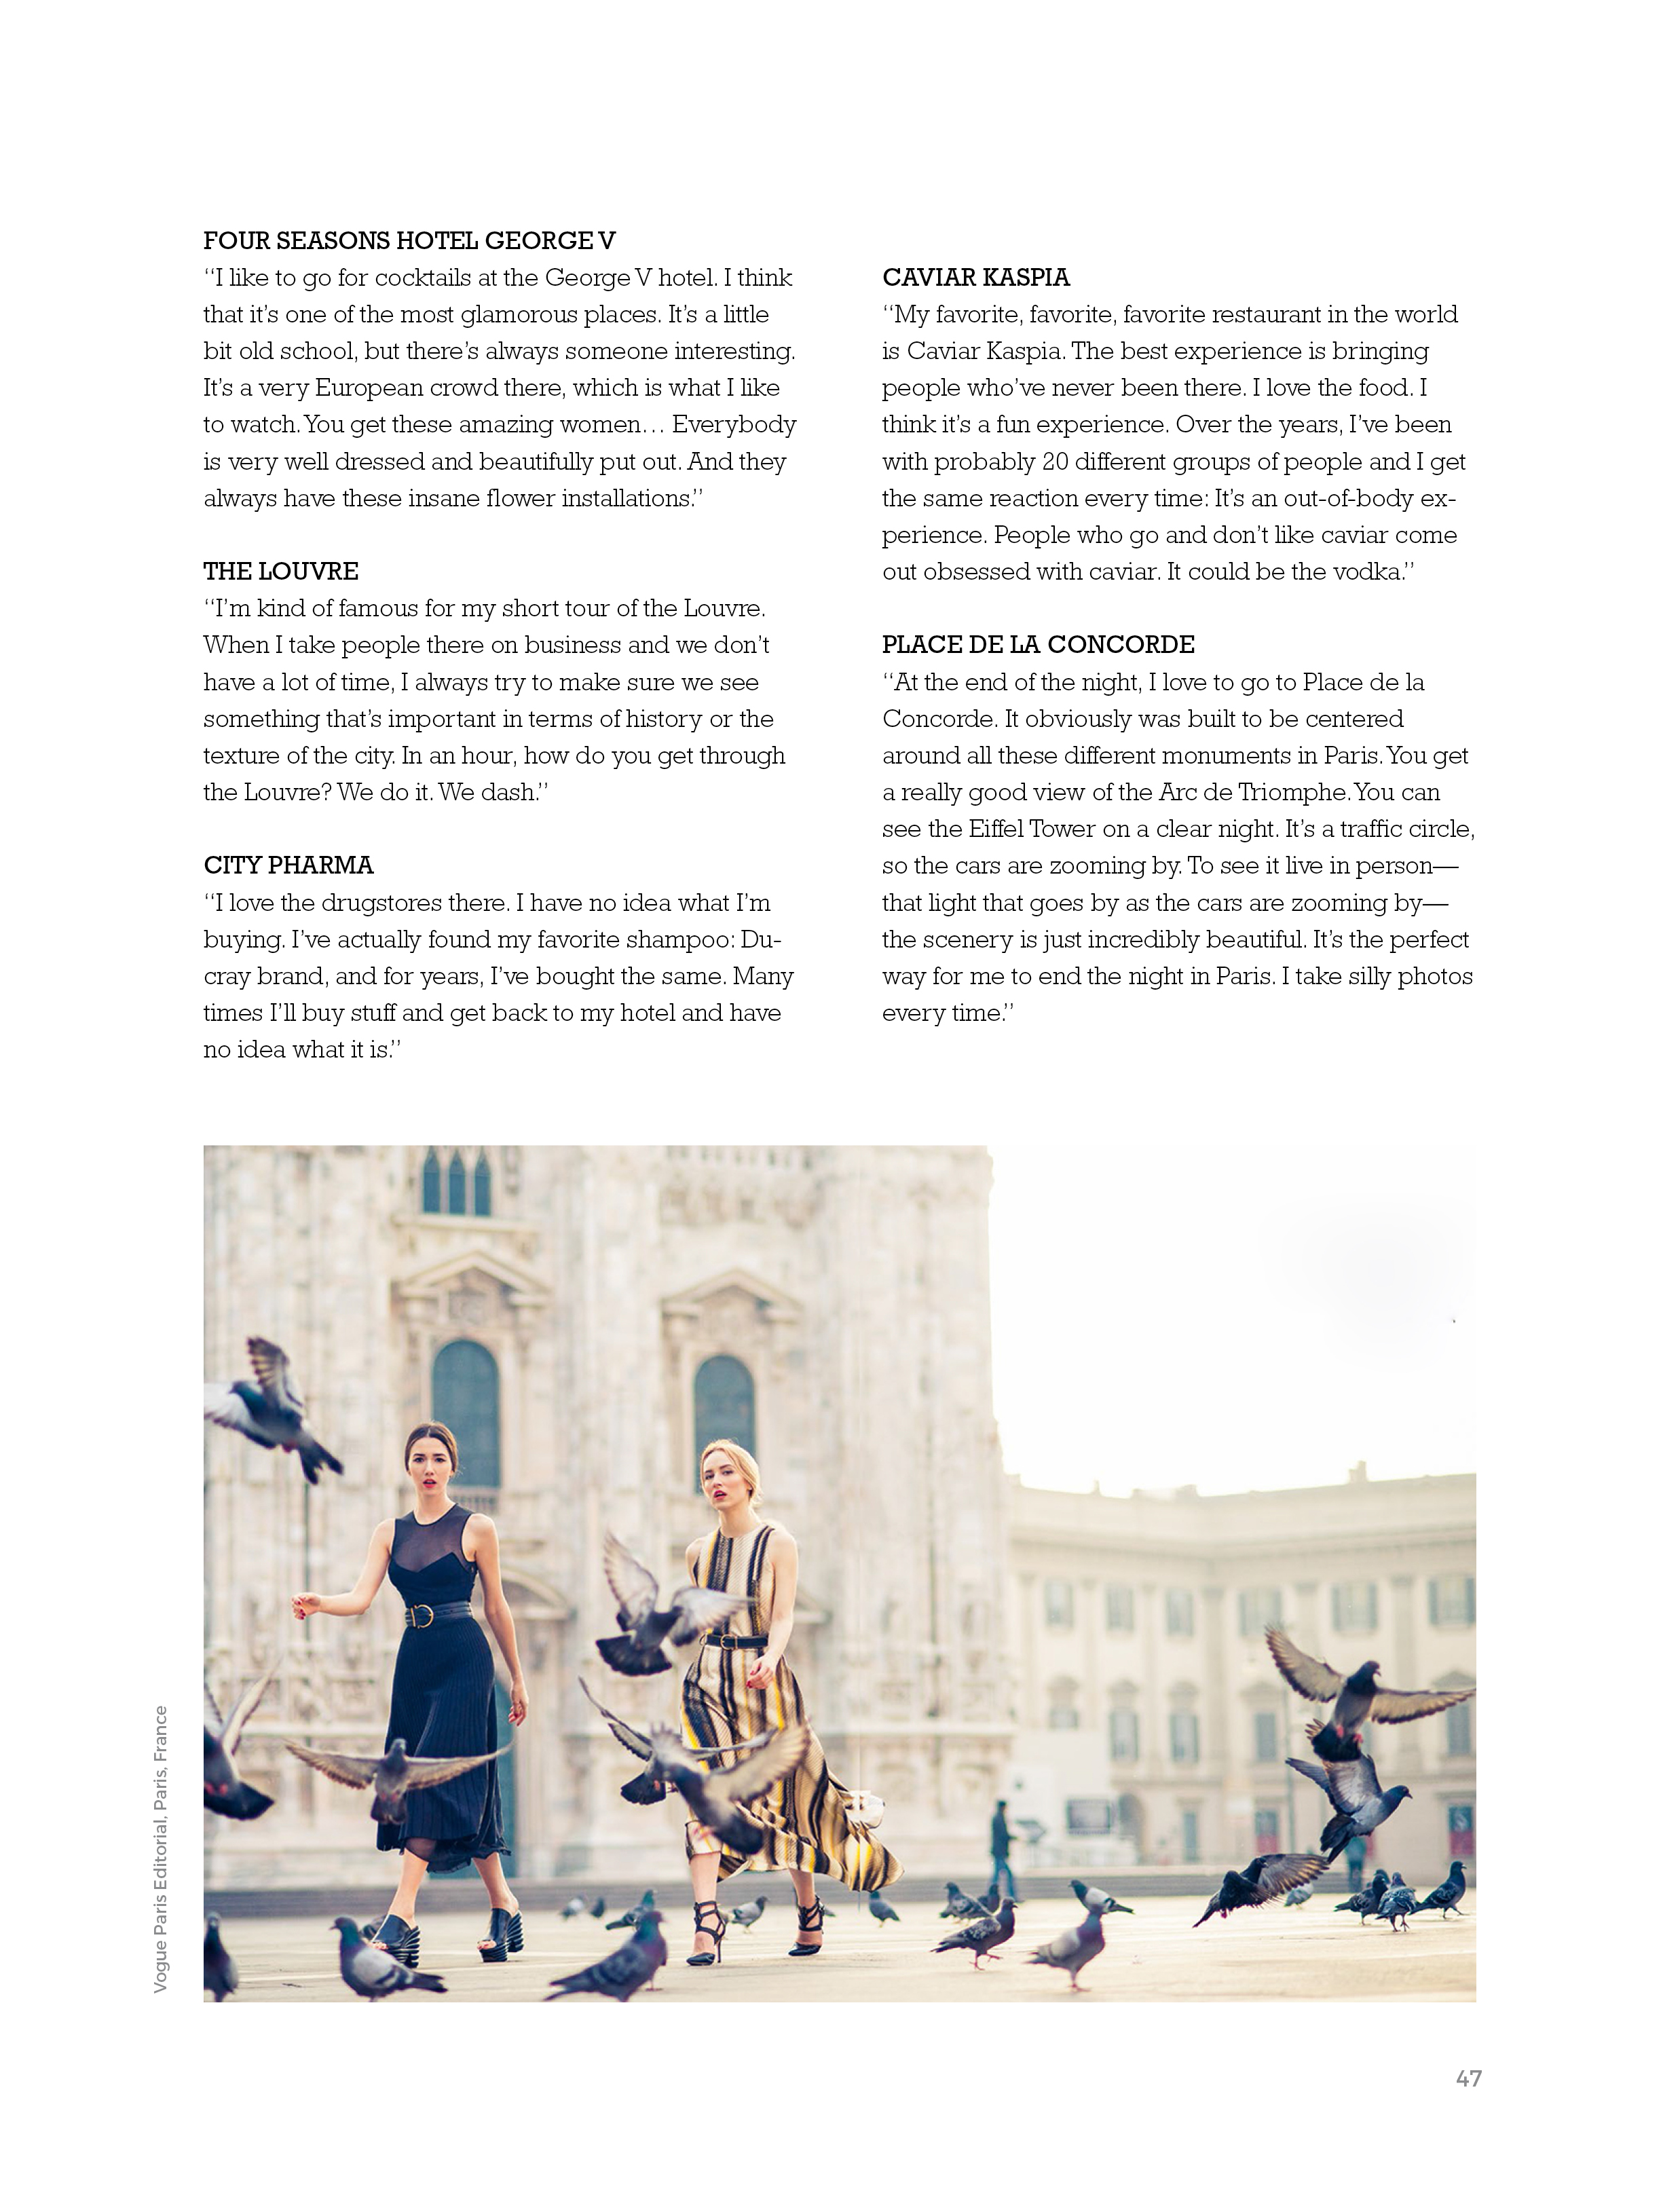 FOUR SEASONS HOTEL GEORGE V
“I like to go for cocktails at the George V hotel. I think
that it’s one of the most glamorous places. It’s a little
bit old school, but there’s always someone interesting.
It’s a very European crowd there, which is what I like
to watch. You get these amazing women… Everybody
is very well dressed and beautifully put out. And they
always have these insane flower installations.”
THE LOUVRE
“I’m kind of famous for my short tour of the Louvre.
When I take people there on business and we don’t
have a lot of time, I always try to make sure we see
something that’s important in terms of history or the
texture of the city. In an hour, how do you get through
the Louvre? We do it. We dash.”
CITY PHARMA
“I love the drugstores there. I have no idea what I’m
buying. I’ve actually found my favorite shampoo: Du-
cray brand, and for years, I’ve bought the same. Many
times I’ll buy stuff and get back to my hotel and have
no idea what it is.”
CAVIAR KASPIA
“My favorite, favorite, favorite restaurant in the world
is Caviar Kaspia. The best experience is bringing
people who’ve never been there. I love the food. I
think it’s a fun experience. Over the years, I’ve been
with probably 20 different groups of people and I get
the same reaction every time: It’s an out-of-body ex-
perience. People who go and don’t like caviar come
out obsessed with caviar. It could be the vodka.”
PLACE DE LA CONCORDE
“At the end of the night, I love to go to Place de la
Concorde. It obviously was built to be centered
around all these different monuments in Paris. You get
a really good view of the Arc de Triomphe. You can
see the Eiffel Tower on a clear night. It’s a traffic circle,
so the cars are zooming by. To see it live in person—
that light that goes by as the cars are zooming by—
the scenery is just incredibly beautiful. It’s the perfect
way for me to end the night in Paris. I take silly photos
every time.”
Vogue Paris Editorial, Paris, France
47